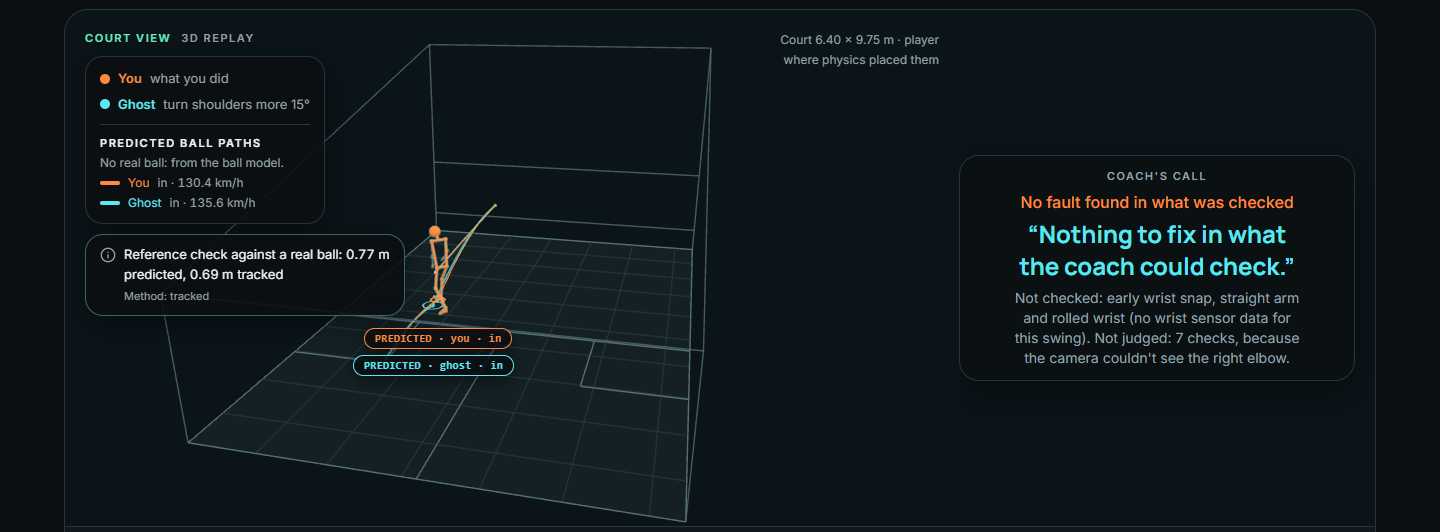 COURT VIEW 3D REPLAY
You what you did
Ghost turn shoulders more 15°
PREDICTED BALL PATHS
No real ball: from the ball model.
You in · 130.4 km/h
Ghost in · 135.6 km/h
Reference check against a real ball: 0.77 m
predicted, 0.69 m tracked
Method: tracked
PREDICTED · you · in
PREDICTED · ghost · in
Court 6.40 × 9.75 m · player
where physics placed them
COACH'S CALL
No fault found in what was checked
“Nothing to fix in what
the coach could check.”
Not checked: early wrist snap, straight arm
and rolled wrist (no wrist sensor data for
this swing). Not judged: 7 checks, because
the camera couldn't see the right elbow.